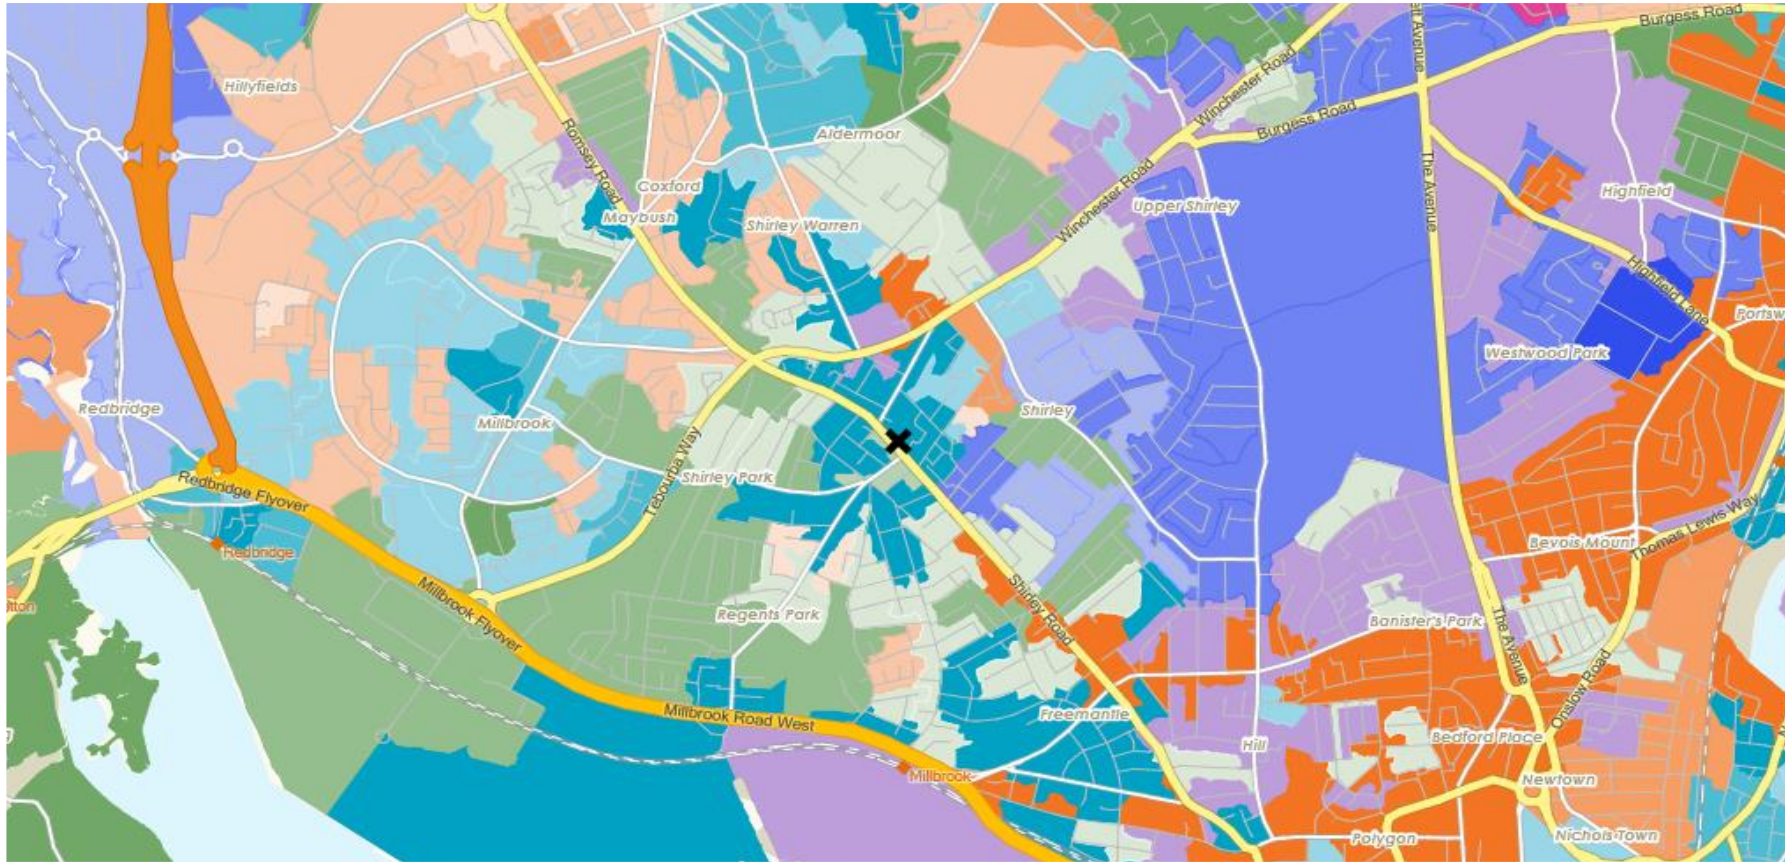 Burgess Road
Hillyfields
Winchester Road
Burgess Road
Aldermoor
Romsey Road
The Avenue
Coxford
Highfield
Maybush
Shirley Warren
Winchester Road
Upper Shirley
Highfield Lane
Westwood Park
Redbridge
Millbrook
Shirley
Tebourba Way
Shirley Park
Redbridge Flyover
Redbridge
Bevois Mount
Thomas Lewis Way
Millbrook Flyover
Regents Park
Shirley Road
Banister's Park
The Avenue
Onslow Road
Millbrook Road West
Freemantle
Hill
Bedford Place
Millbrook
Newtown
Polygon
Nichols Town